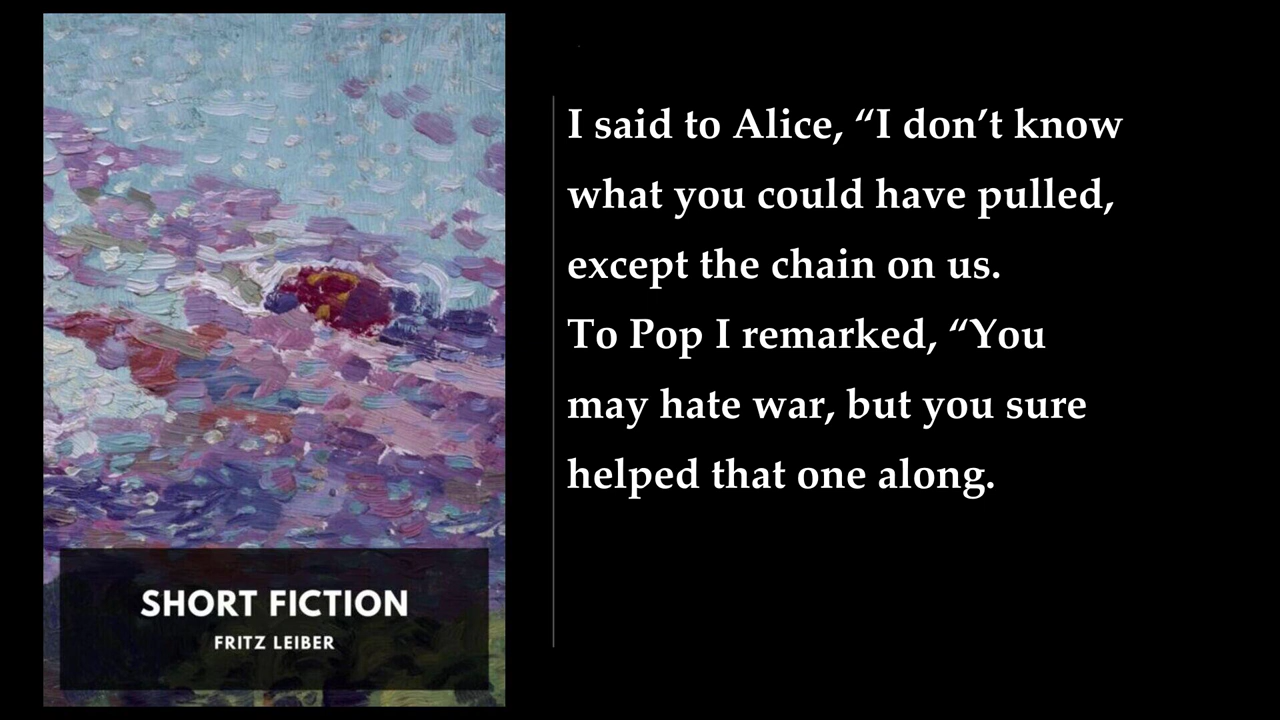 SHORT FICTION
FRITZ LEIBER
I said to Alice, “I don’t know
what you could have pulled,
except the chain on us.
To Pop I remarked, “You
may hate war, but you sure
helped that one along.